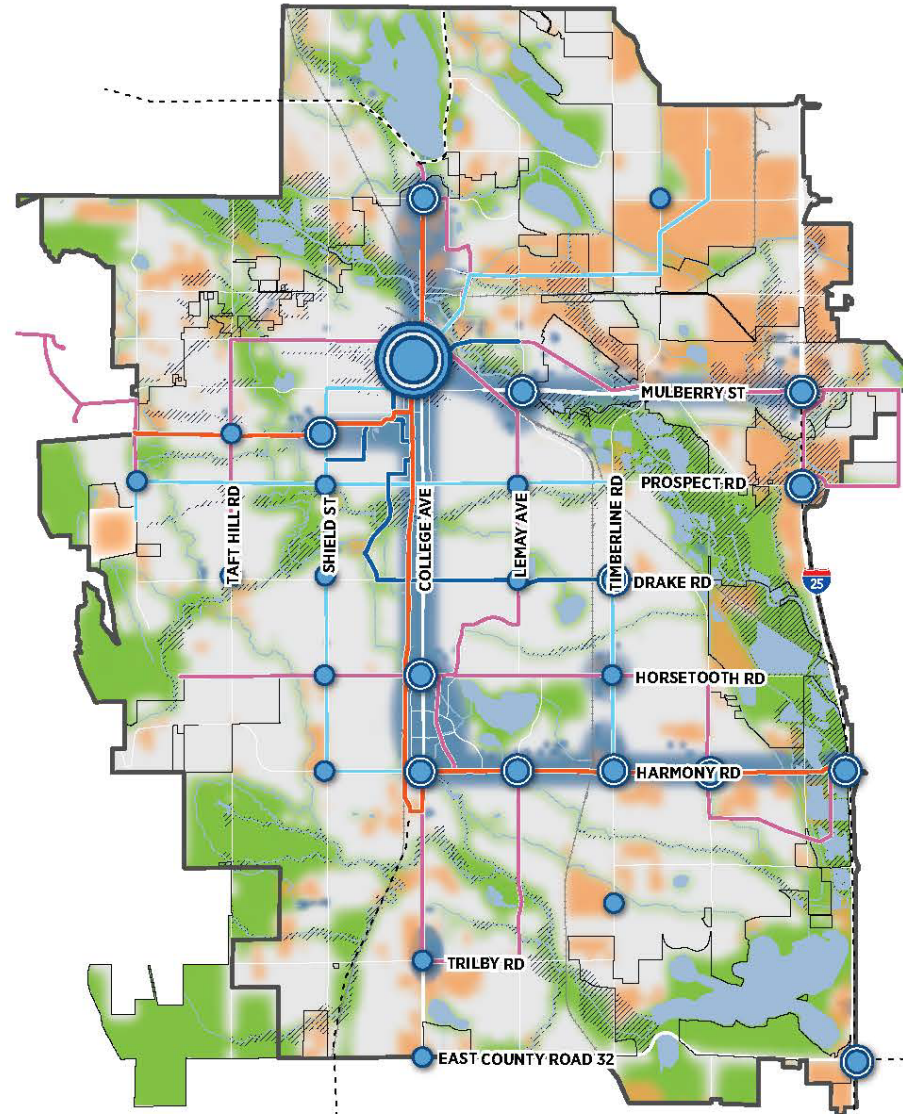 MULBERRY ST
PROSPECT RD
TAFT HILL RD
SHIELD ST
COLLEGE AVE
LEMAY AVE
TIMBERLINE RD
DRAKE RD
25
HORSETOOTH RD
HARMONY RD
TRILBY RD
EAST COUNTY ROAD 32